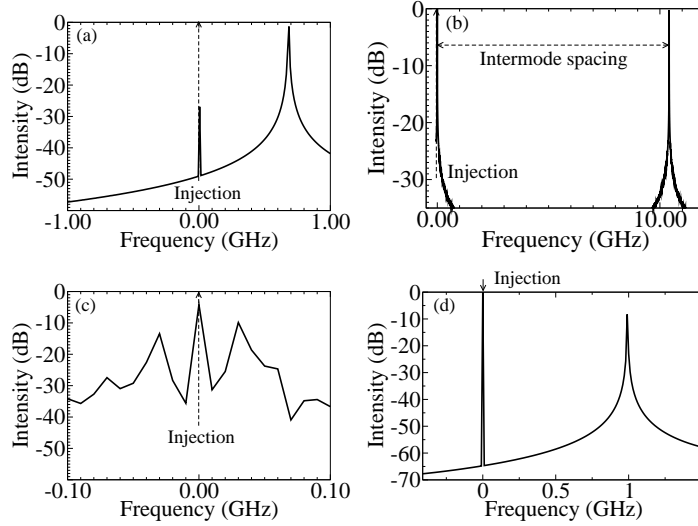 (a)
0
-10
-20
-30
-40
-50
Intensity (dB)
Injection
-1.00
0.00
1.00
Frequency (GHz)
(b)
0
-10
-20
-30
Intensity (dB)
Intermode spacing
Injection
0.00
10.00
Frequency (GHz)
(c)
0
-10
-20
-30
-40
-50
Intensity (dB)
Injection
-0.10
0.00
0.10
Frequency (GHz)
Injection
(d)
0
-10
-20
-30
-40
-50
-60
-70
Intensity (dB)
0
0.5
1
Frequency (GHz)